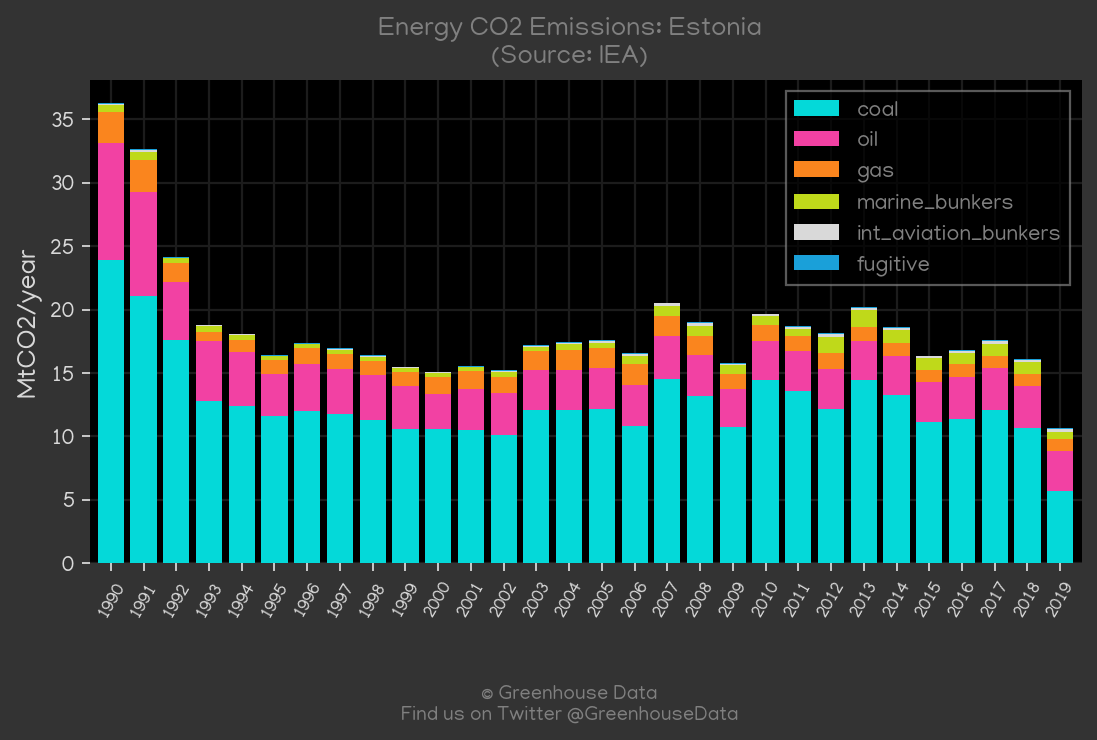 Energy CO2 Emissions: Estonia
(Source: IEA)
MtCO2/year
35
30
25
20
15
10
5
0
coal
oil
gas
marine_bunkers
int_aviation_bunkers
fugitive
1990 1991 1992 1993 1994 1995 1996 1997 1998 1999 2000 2001 2002 2003 2004 2005 2006 2007 2008 2009 2010 2011 2012 2013 2014 2015 2016 2017 2018 2019
© Greenhouse Data
Find us on Twitter @GreenhouseData